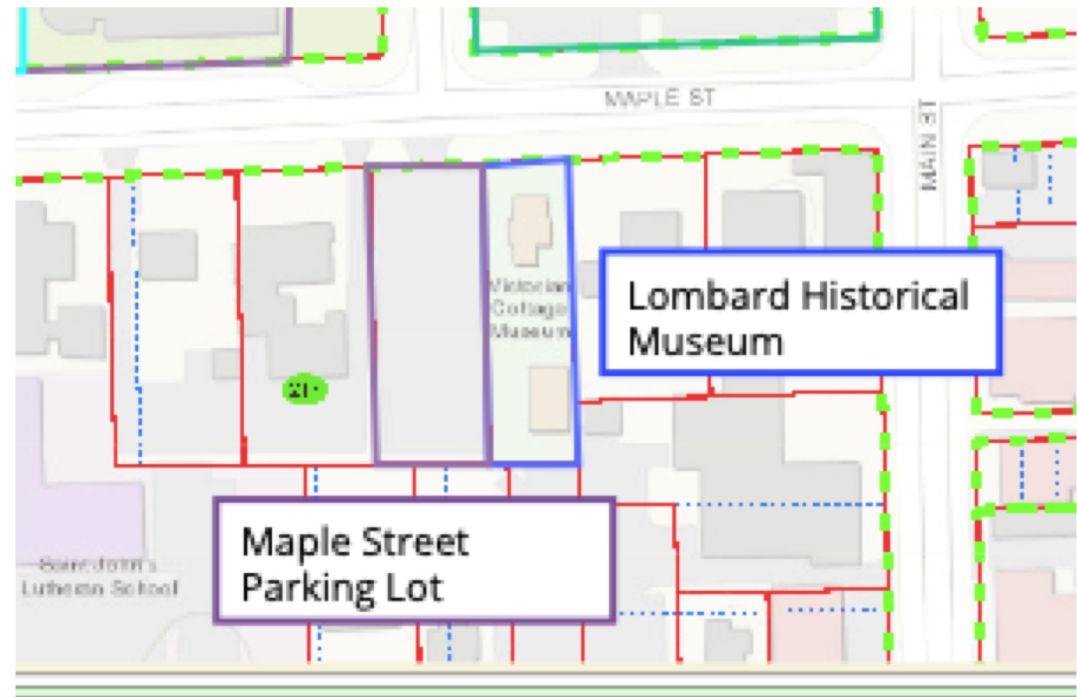 MAPLE ST
MAIN ST
Victorian
Cottage
Museum
Lombard Historical
Museum
Maple Street
Parking Lot
Saint John's
Lutheran School